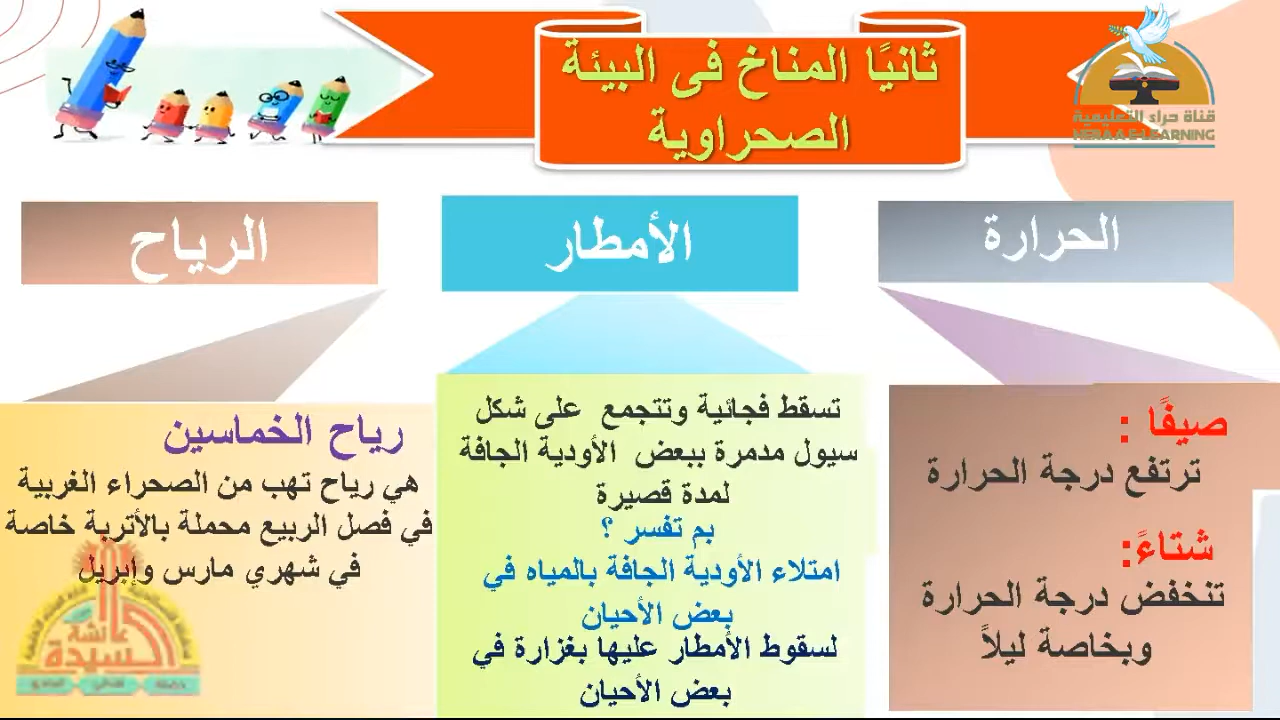 ثانيًا المناخ فى البيئة
الصحراوية
قناة حراء التعليمية
HERAA E-LEARNING
الحرارة
صيفًا :
ترتفع درجة الحرارة
شتاءً:
تنخفض درجة الحرارة
وبخاصة ليلاً
الأمطار
تسقط فجائية وتتجمع على شكل
سيول مدمرة ببعض الأودية الجافة
لمدة قصيرة
بم تفسر ؟
امتلاء الأودية الجافة بالمياه في
بعض الأحيان
لسقوط الأمطار عليها بغزارة في
بعض الأحيان
الرياح
رياح الخماسين
هي رياح تهب من الصحراء الغربية
في فصل الربيع محملة بالأتربة خاصة
في شهري مارس وإبريل
عائشة
السيدة